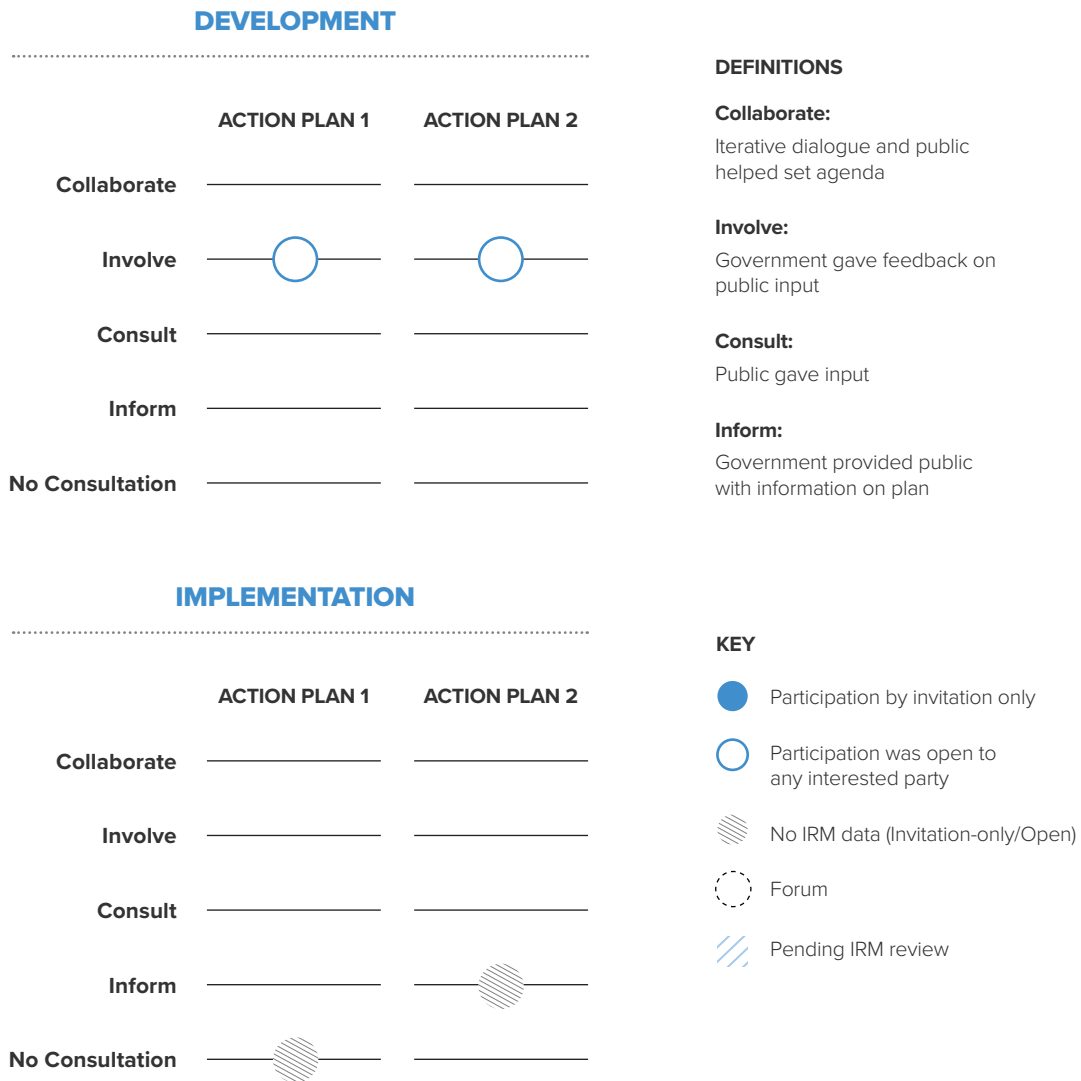 DEVELOPMENT
ACTION PLAN 1 ACTION PLAN 2
Collaborate
Involve
Consult
Inform
No Consultation
DEFINITIONS
Collaborate:
Iterative dialogue and public
helped set agenda
Involve:
Government gave feedback on
public input
Consult:
Public gave input
Inform:
Government provided public
with information on plan
IMPLEMENTATION
ACTION PLAN 1 ACTION PLAN 2
Collaborate
Involve
Consult
Inform
No Consultation
KEY
Participation by invitation only
Participation was open to
any interested party
No IRM data (Invitation-only/Open)
Forum
Pending IRM review